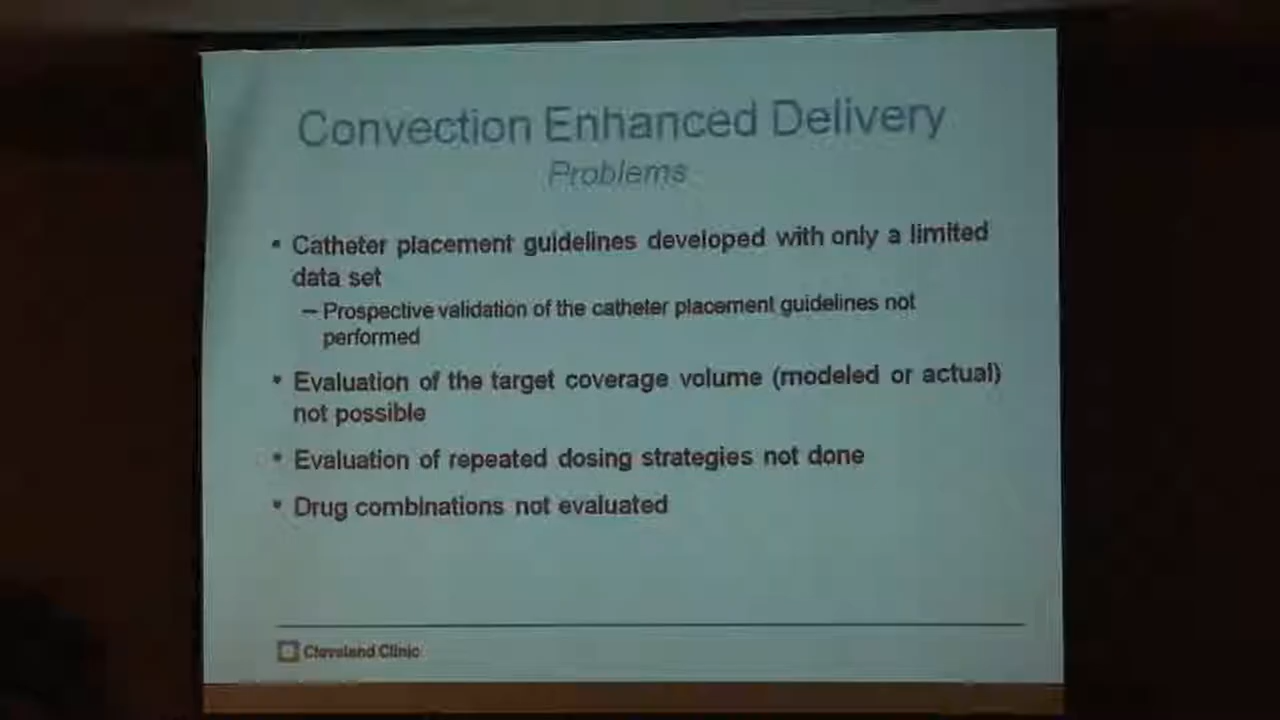 Convection Enhanced Delivery
Problems
▪ Catheter placement guidelines developed with only a limited
data set
– Prospective validation of the catheter placement guidelines not
performed
▪ Evaluation of the target coverage volume (modeled or actual)
not possible
▪ Evaluation of repeated dosing strategies not done
▪ Drug combinations not evaluated
Cleveland Clinic